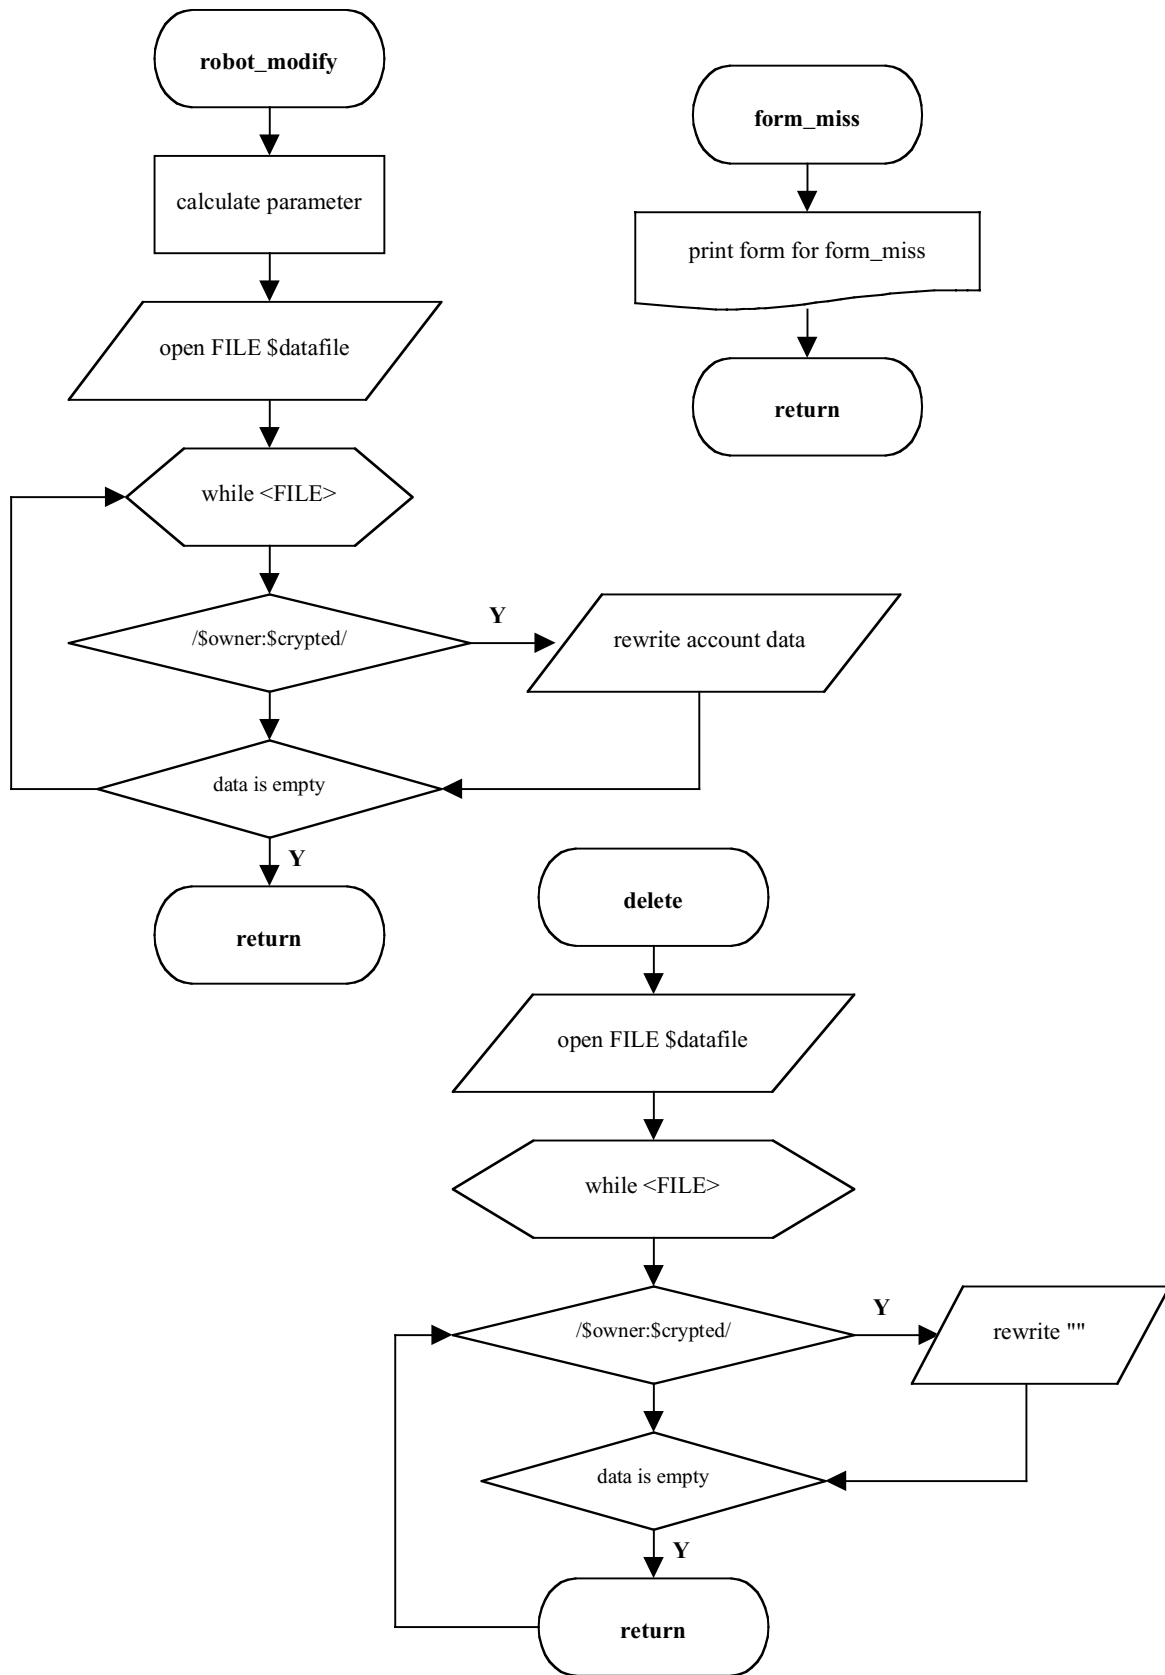 robot_modify
calculate parameter
open FILE $datafile
while <FILE>
/$owner:$crypted/
Y
rewrite account data
data is empty
Y
return
form_miss
print form for form_miss
return
delete
open FILE $datafile
while <FILE>
/$owner:$crypted/
Y
rewrite ""
data is empty
Y
return